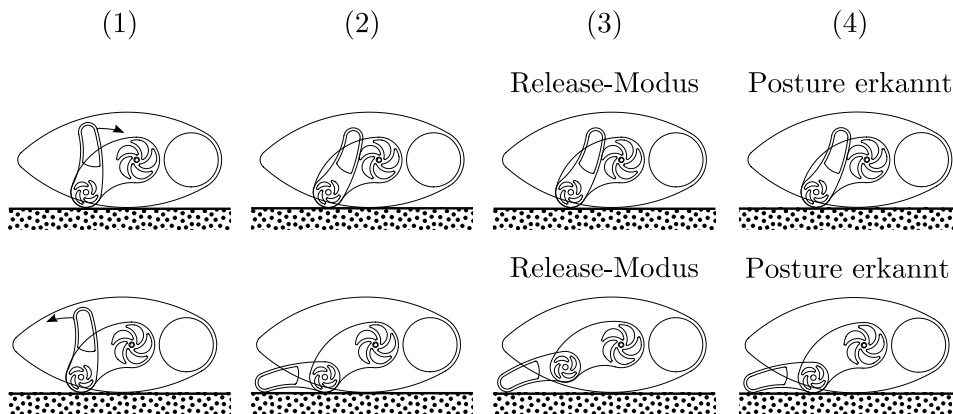 (1) (2) (3) (4)
Release-Modus Posture erkannt
Release-Modus Posture erkannt